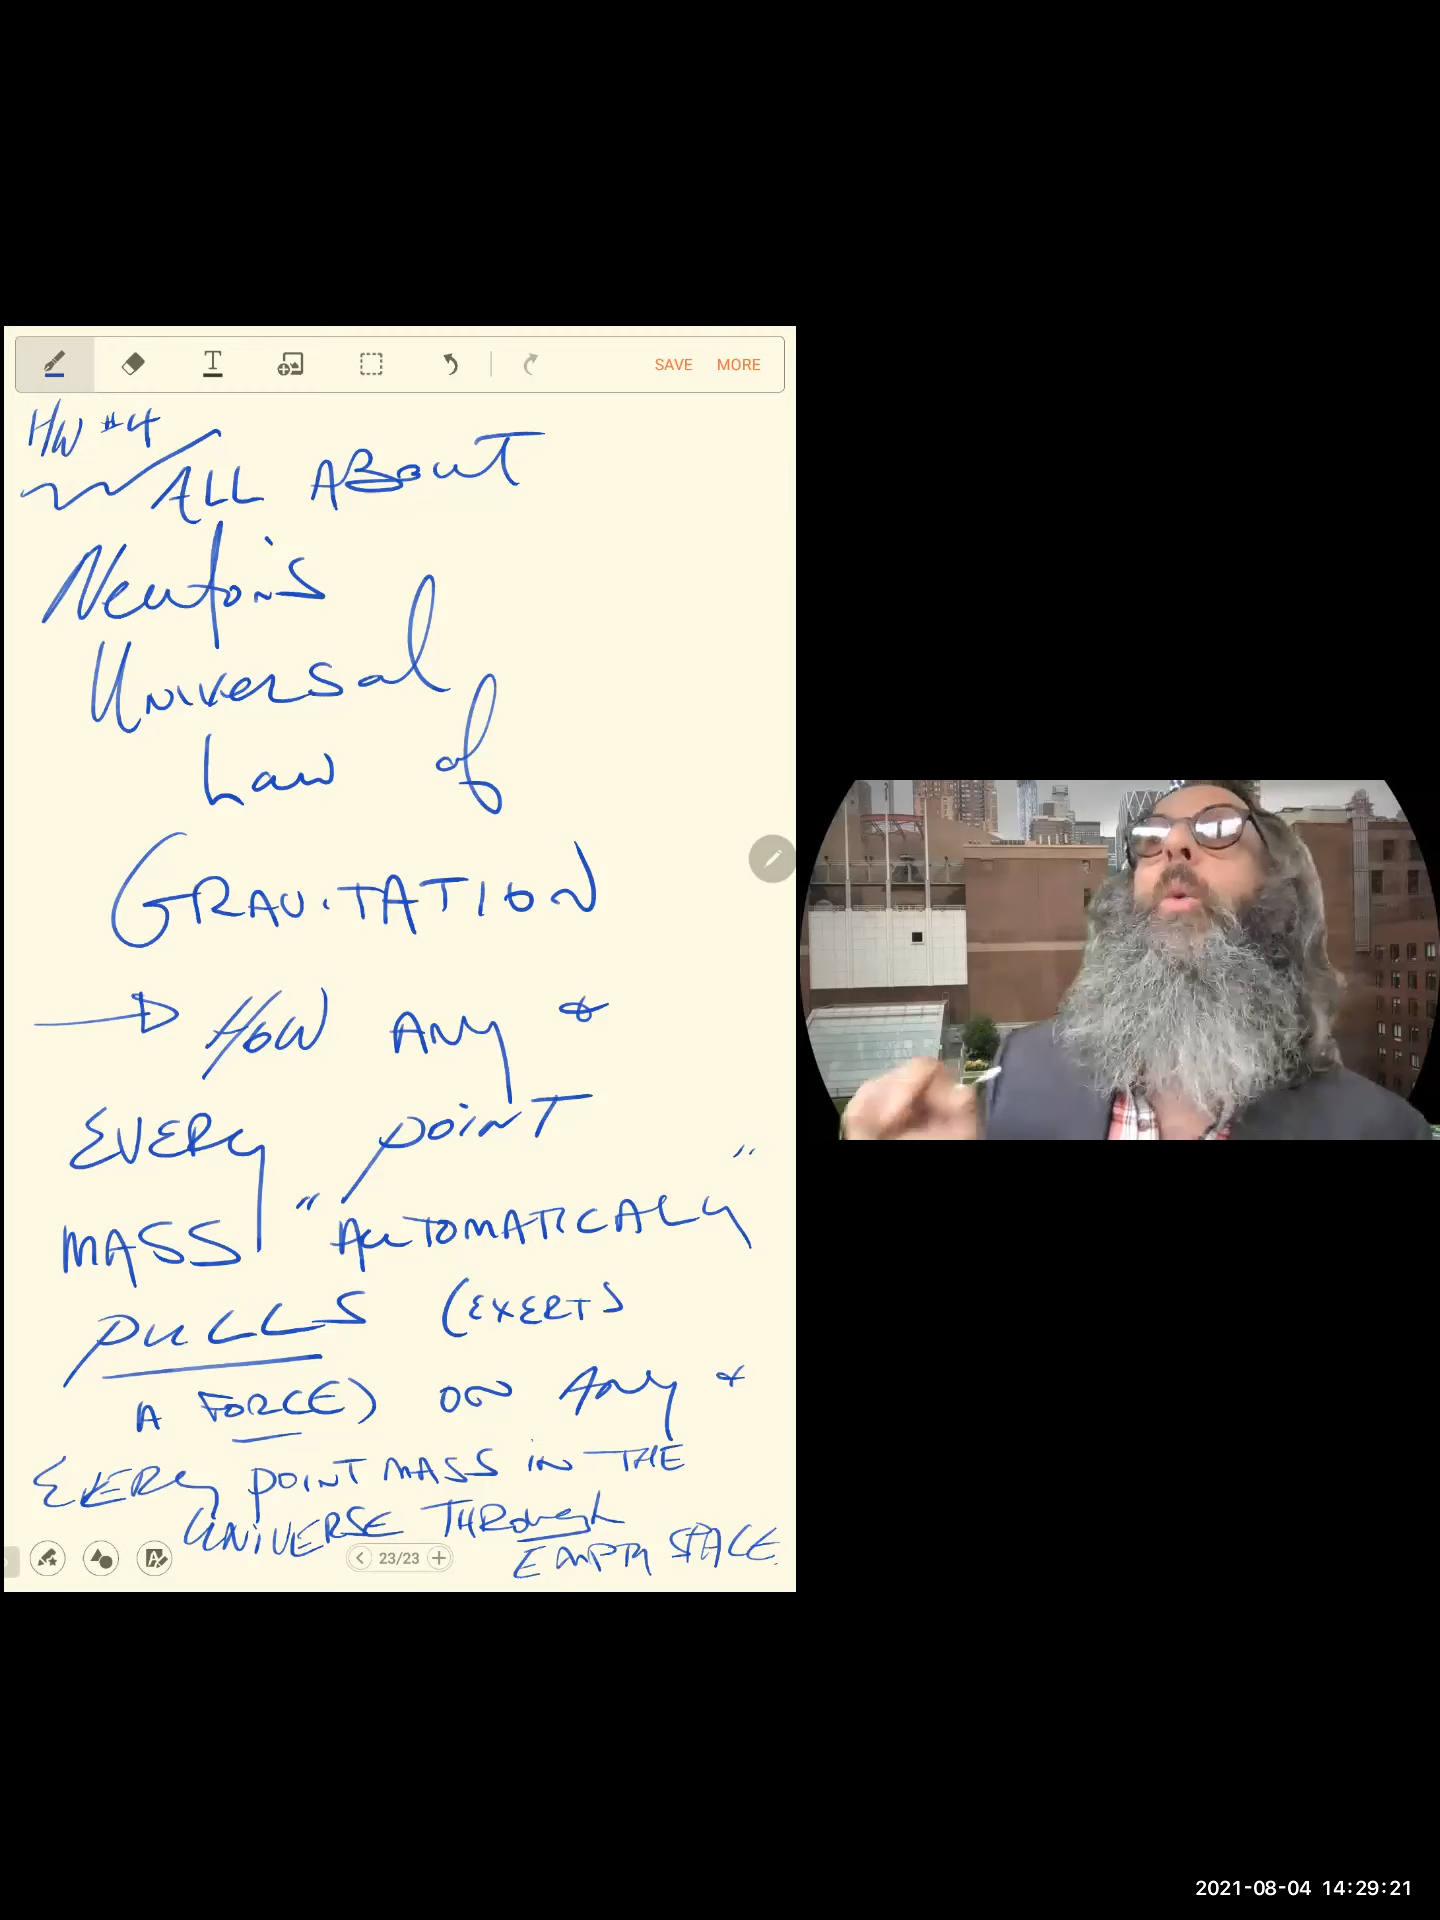 SAVE MORE
HW #4
ALL ABOUT
Newton's
Universal
Law of
GRAVITATION
HOW ANY &
EVERY POINT
MASS "AUTOMATICALY"
PULLS (EXERTS
A FORCE) ON ANY &
EVERY POINT MASS IN THE
UNIVERSE THROUGH
EMPTY SPACE.
23/23
2021-08-04 14:29:21